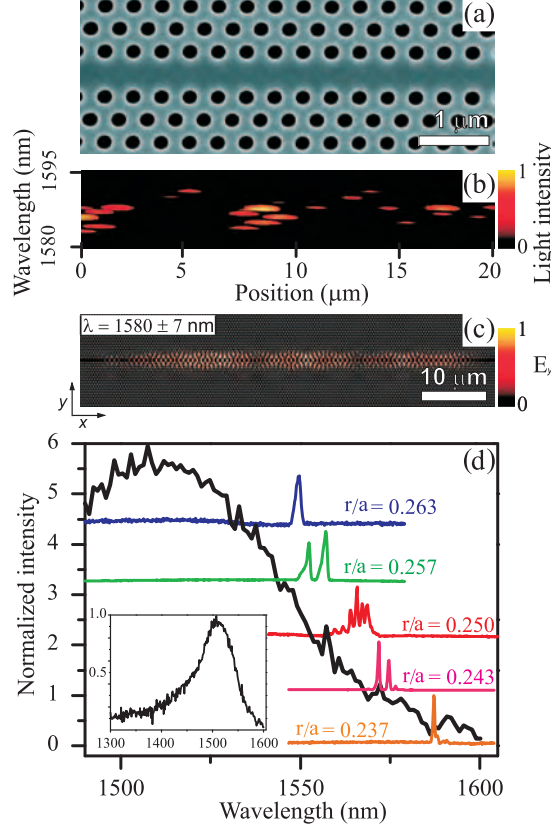 (a)
1 μm
Wavelength (nm)
1595
1580
(b)
1
0
Light intensity
0
5
10
15
20
Position (μm)
λ = 1580 ± 7 nm
(c)
10 μm
1
0
y
x
(d)
Normalized intensity
6
5
4
3
2
1
0
r/a = 0.263
r/a = 0.257
r/a = 0.250
r/a = 0.243
r/a = 0.237
1.0
0.5
1300
1400
1500
1600
1500
1550
1600
Wavelength (nm)